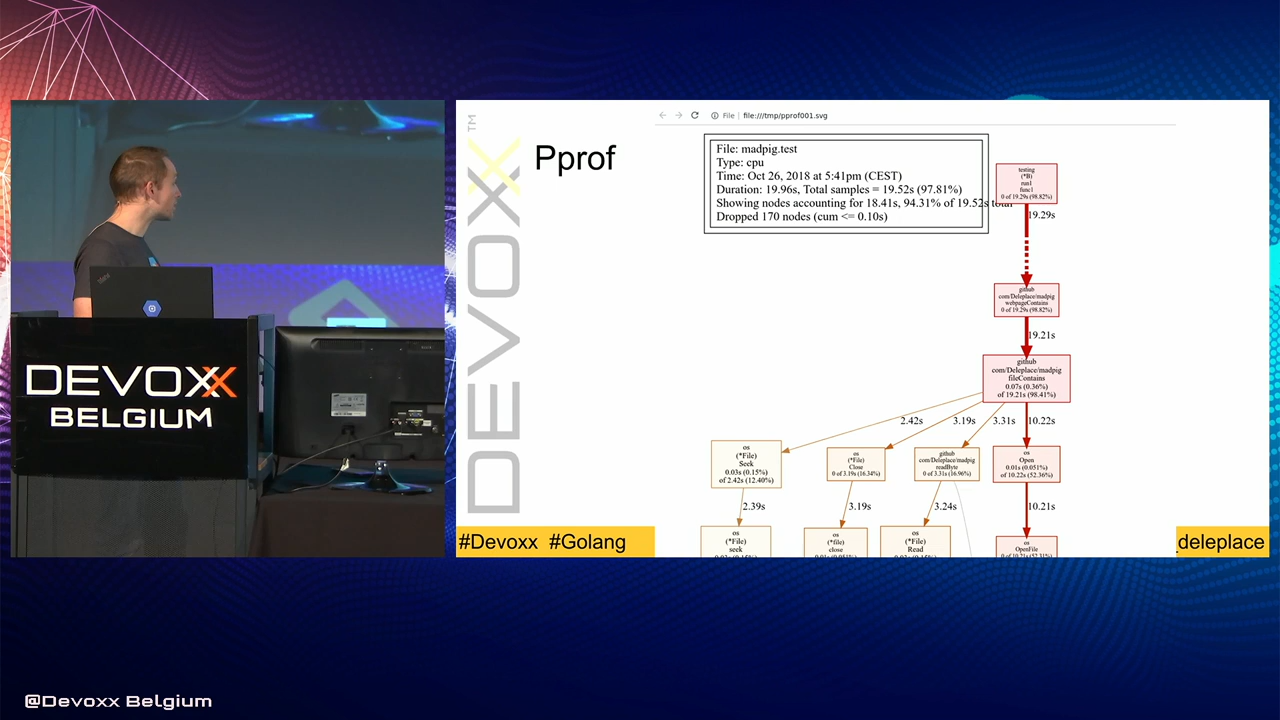 DEVOXX
BELGIUM
DEVOXX
TM
Pprof
File
file:///tmp/pprof001.svg
File: madpig.test
Type: cpu
Time: Oct 26, 2018 at 5:41pm (CEST)
Duration: 19.96s, Total samples = 19.52s (97.81%)
Showing nodes accounting for 18.41s, 94.31% of 19.52s total
Dropped 170 nodes (cum <= 0.10s)
testing
(*B)
run1
func1
0 of 19.29s (98.82%)
19.29s
github
com/Deleplace/madpig
webpageContains
0 of 19.29s (98.82%)
19.21s
github
com/Deleplace/madpig
fileContains
0.07s (0.36%)
of 19.21s (98.41%)
2.42s
3.19s
3.31s
10.22s
os
(*File)
Seek
0.03s (0.15%)
of 2.42s (12.40%)
os
(*File)
Close
0 of 3.19s (16.34%)
github
com/Deleplace/madpig
readByte
0 of 3.31s (16.96%)
os
Open
0.01s (0.051%)
of 10.22s (52.36%)
2.39s
3.19s
3.24s
10.21s
os
(*File)
seek
os
(*file)
close
os
(*File)
Read
os
OpenFile
#Devoxx #Golang
_deleplace
@Devoxx Belgium